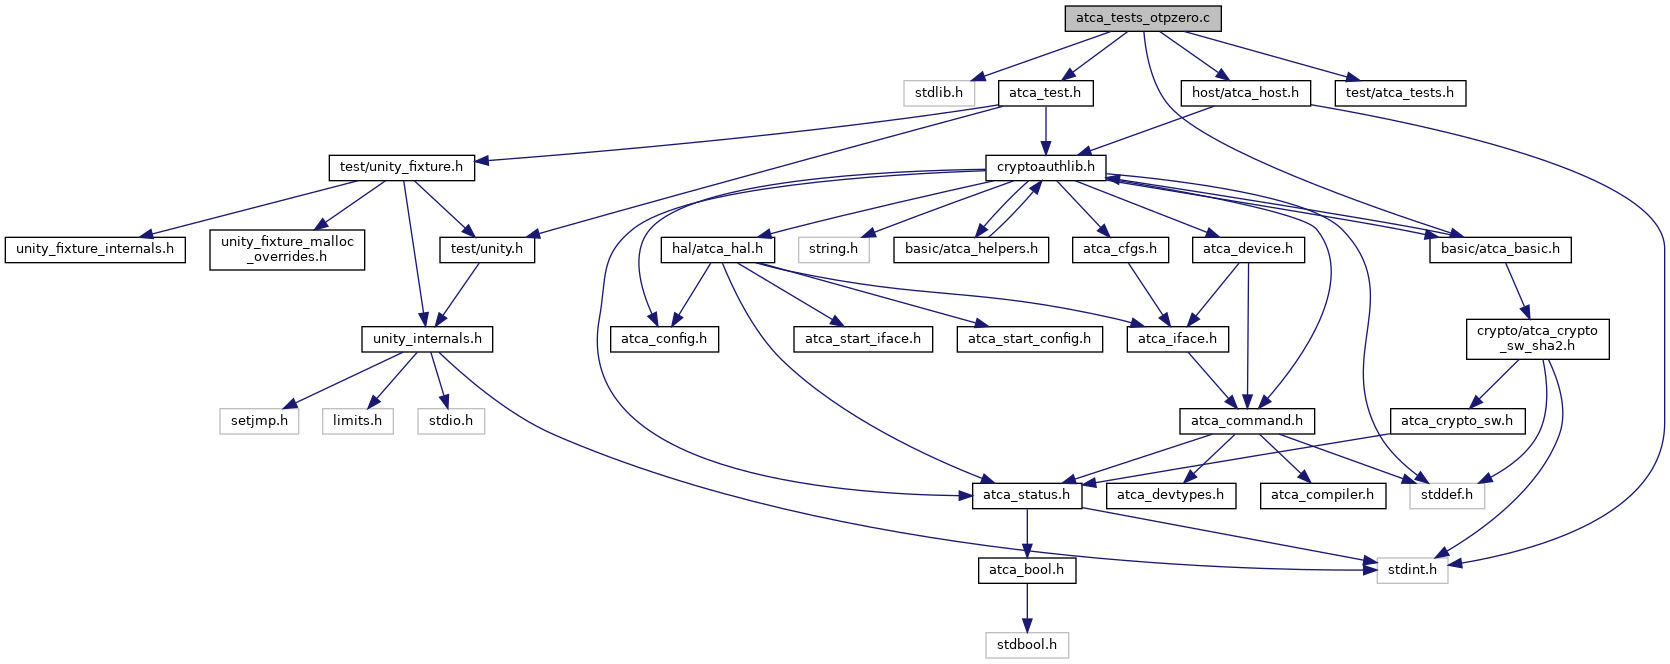 atca_tests_otpzero.c
stdlib.h
atca_test.h
host/atca_host.h
test/atca_tests.h
test/unity_fixture.h
cryptoauthlib.h
unity_fixture_internals.h
unity_fixture_malloc
_overrides.h
test/unity.h
hal/atca_hal.h
string.h
basic/atca_helpers.h
atca_cfgs.h
atca_device.h
basic/atca_basic.h
unity_internals.h
atca_config.h
atca_start_iface.h
atca_start_config.h
atca_iface.h
crypto/atca_crypto
_sw_sha2.h
setjmp.h
limits.h
stdio.h
atca_command.h
atca_crypto_sw.h
atca_status.h
atca_devtypes.h
atca_compiler.h
stddef.h
atca_bool.h
stdint.h
stdbool.h